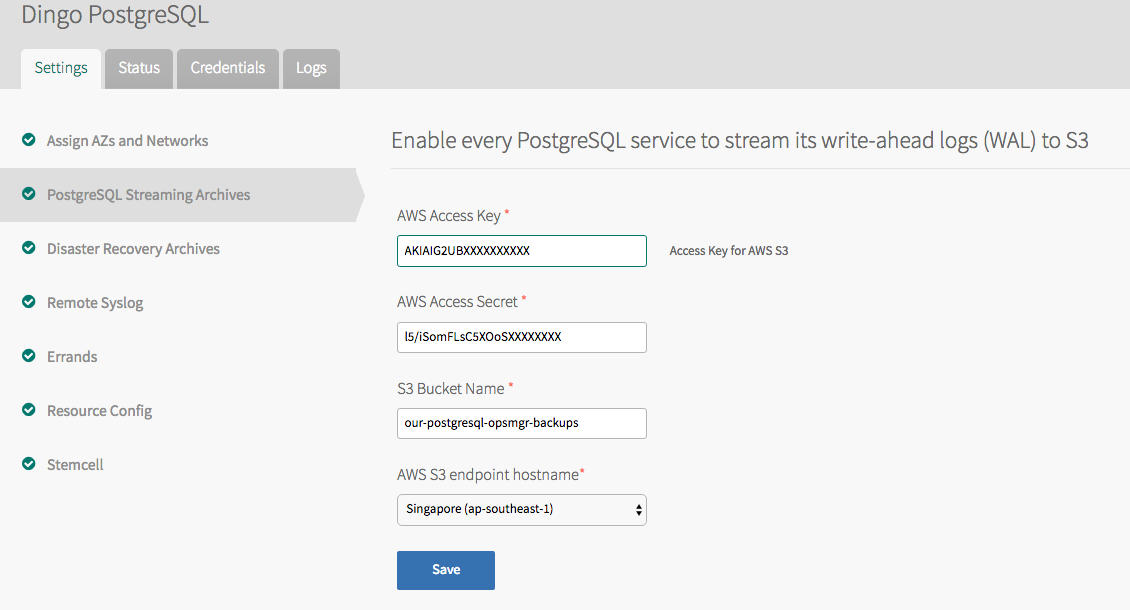 Dingo PostgreSQL
Settings Status Credentials Logs
Assign AZs and Networks
PostgreSQL Streaming Archives
Disaster Recovery Archives
Remote Syslog
Errands
Resource Config
Stemcell
Enable every PostgreSQL service to stream its write-ahead logs (WAL) to S3
AWS Access Key *
AKIAIG2UBXXXXXXXXXX Access Key for AWS S3
AWS Access Secret *
l5/iSomFLsC5XOoSXXXXXXXX
S3 Bucket Name *
our-postgresql-opsmgr-backups
AWS S3 endpoint hostname*
Singapore (ap-southeast-1)
Save